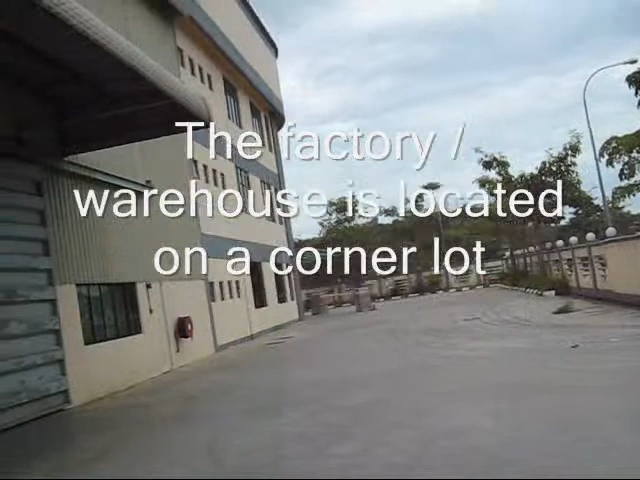 The factory /
warehouse is located
on a corner lot